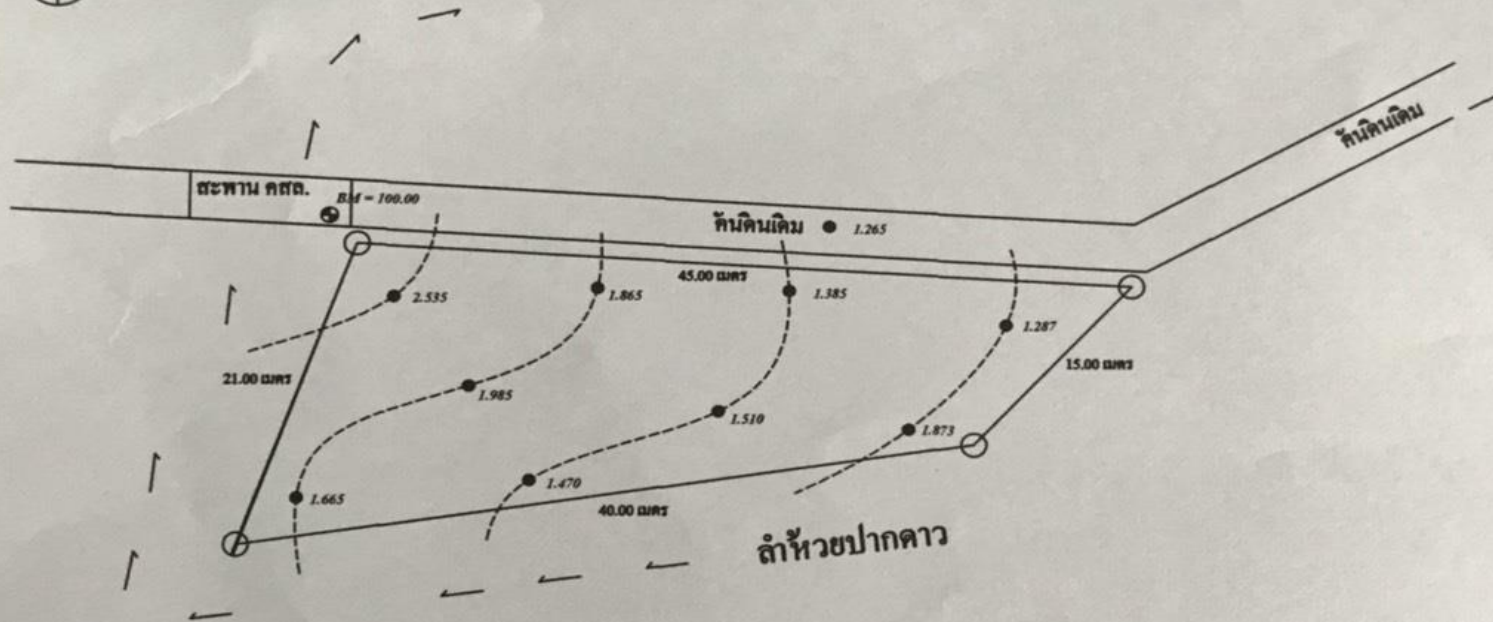 สะพาน คสล.
BM = 100.00
คันดินเดิม
1.265
คันดินเดิม
45.00 เมตร
2.535
1.865
1.385
1.287
21.00 เมตร
15.00 เมตร
1.985
1.510
1.873
1.665
1.470
40.00 เมตร
ลำห้วยปากดาว